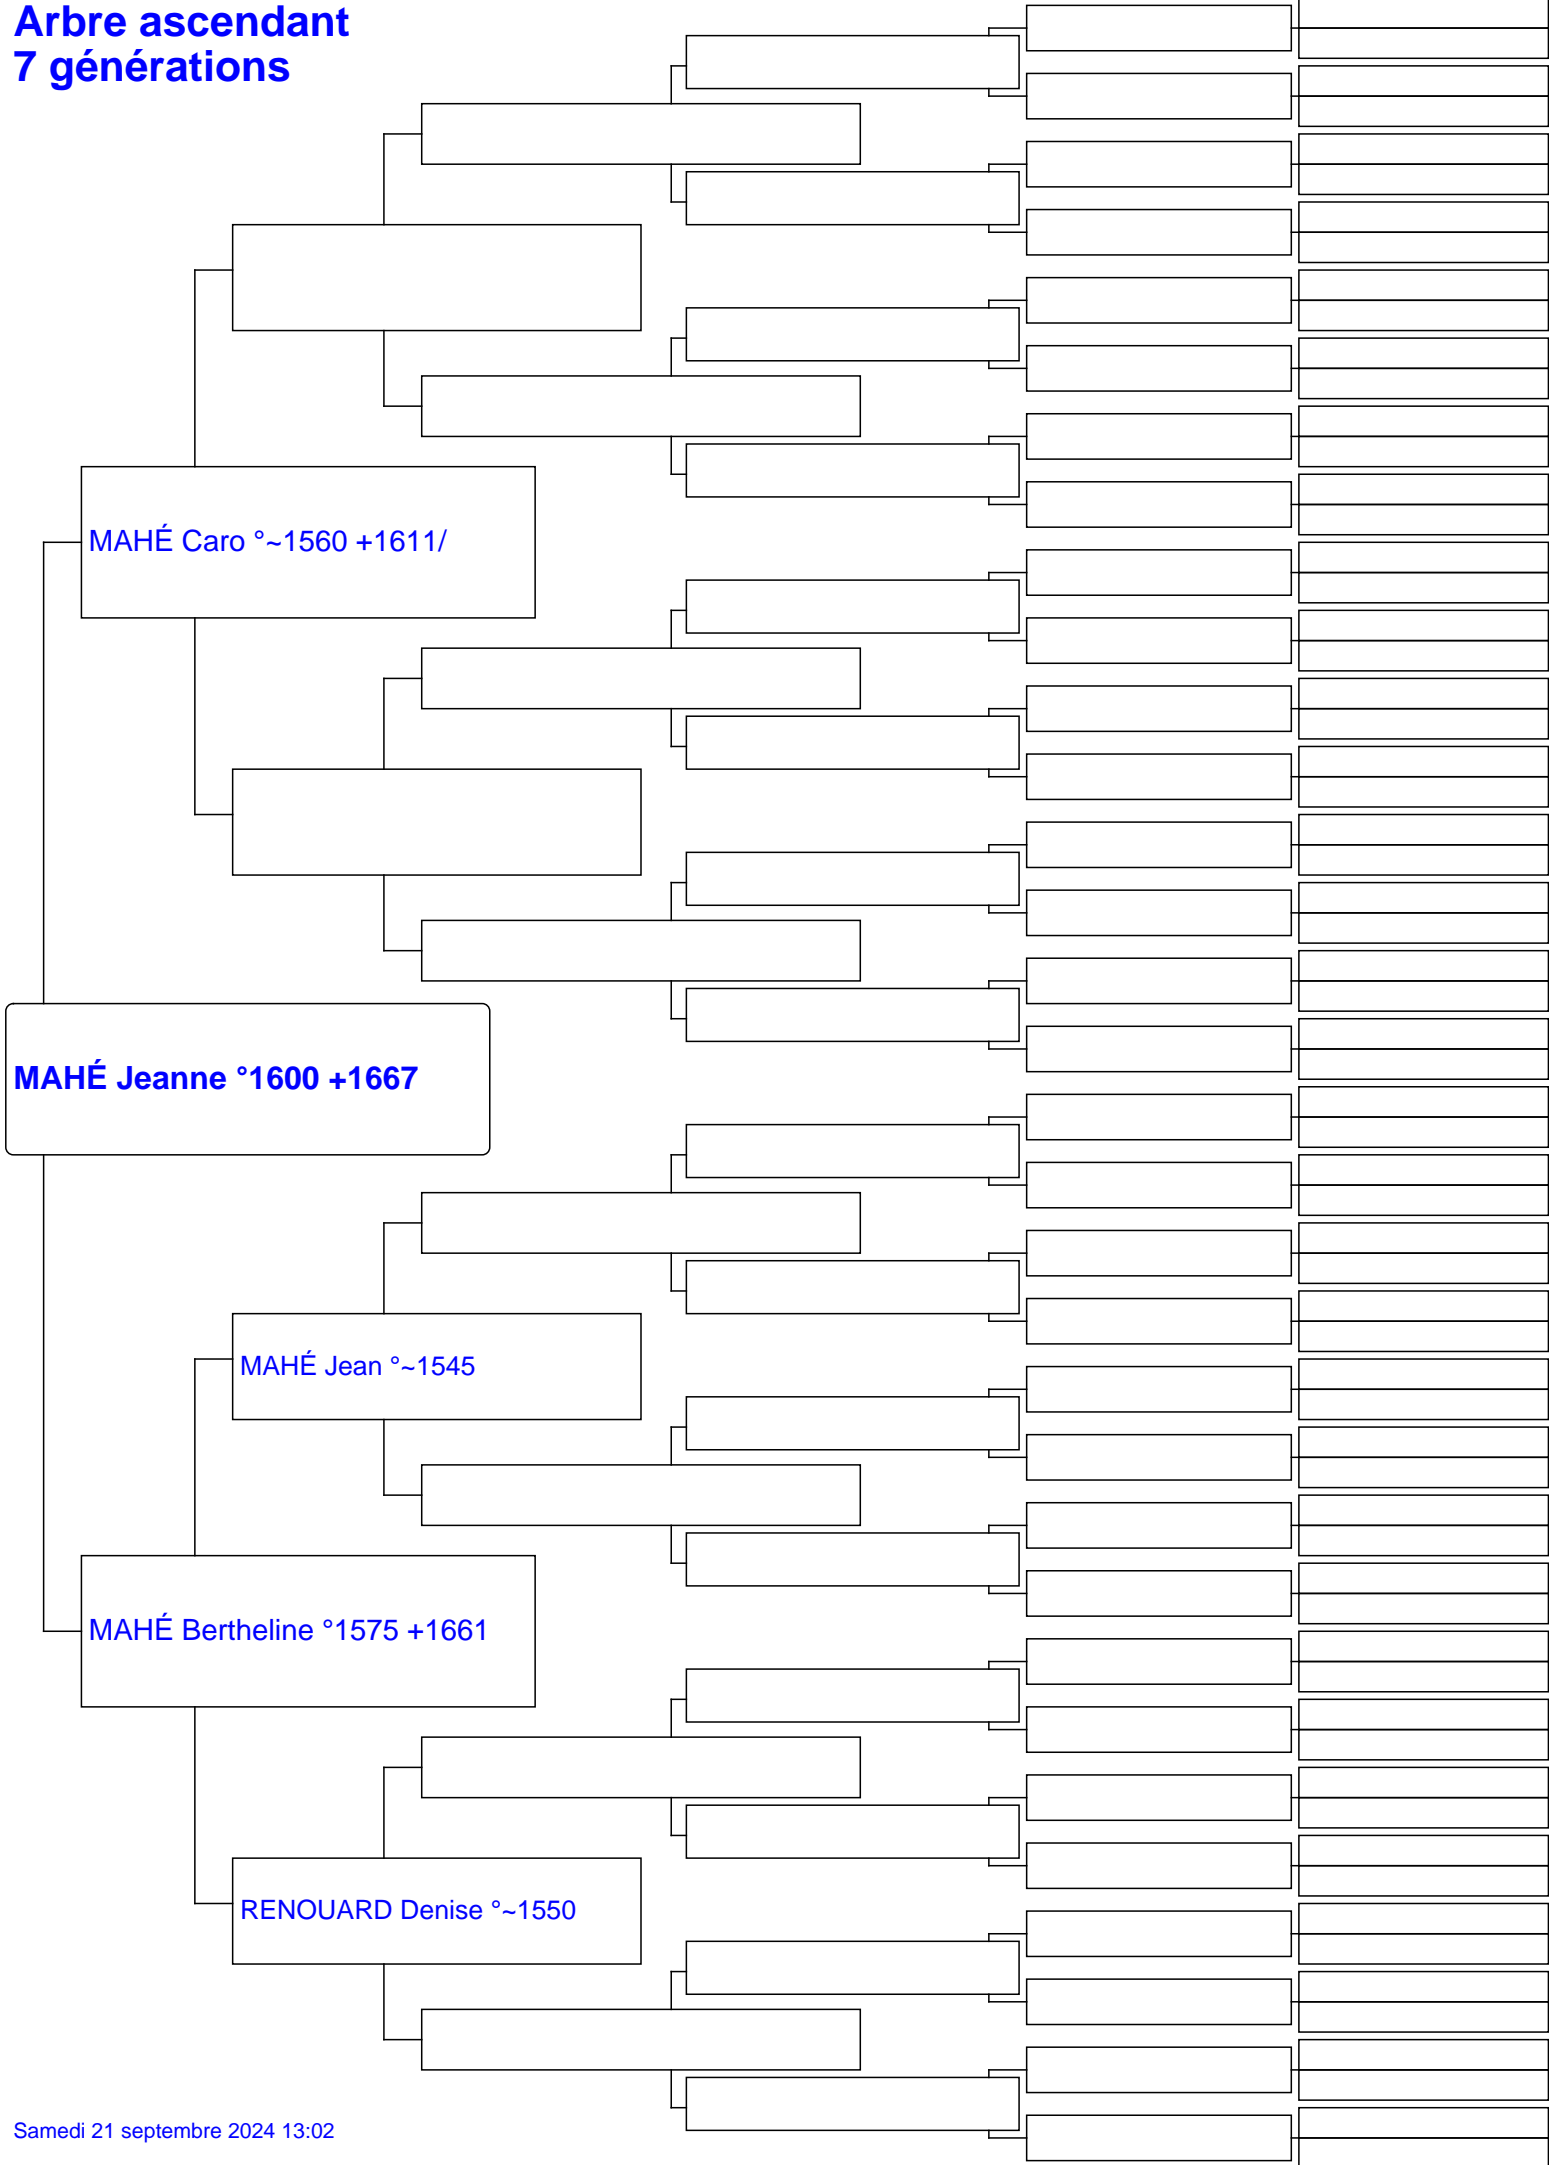 Arbre ascendant
7 générations
MAHÉ Caro °~1560 +1611/
MAHÉ Jeanne °1600 +1667
MAHÉ Jean °~1545
MAHÉ Bertheline °1575 +1661
RENOUARD Denise °~1550
Samedi 21 septembre 2024 13:02